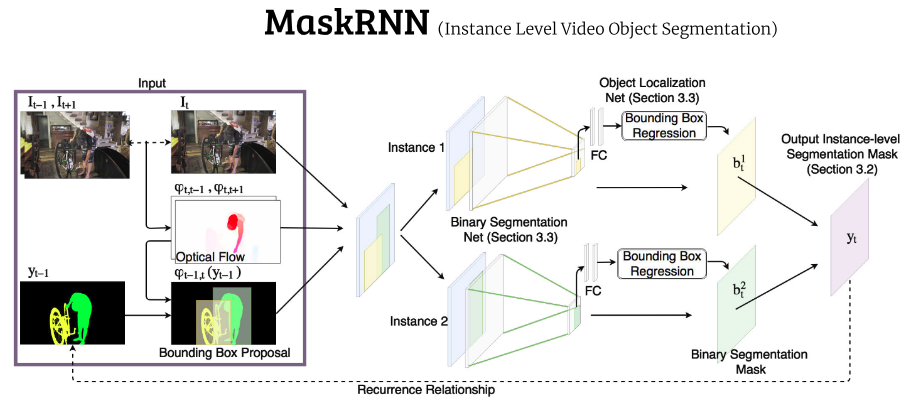 MaskRNN (Instance Level Video Object Segmentation)
Input
I_{t−1} , I_{t+1}
I_t
φ_{t,t−1} , φ_{t,t+1}
Optical Flow
y_{t−1}
φ_{t−1,t} (y_{t−1})
Bounding Box Proposal
Instance 1
Instance 2
Object Localization
Net (Section 3.3)
FC
Bounding Box
Regression
Binary Segmentation
Net (Section 3.3)
FC
Bounding Box
Regression
b_t^1
b_t^2
Binary Segmentation
Mask
Output Instance-level
Segmentation Mask
(Section 3.2)
y_t
Recurrence Relationship